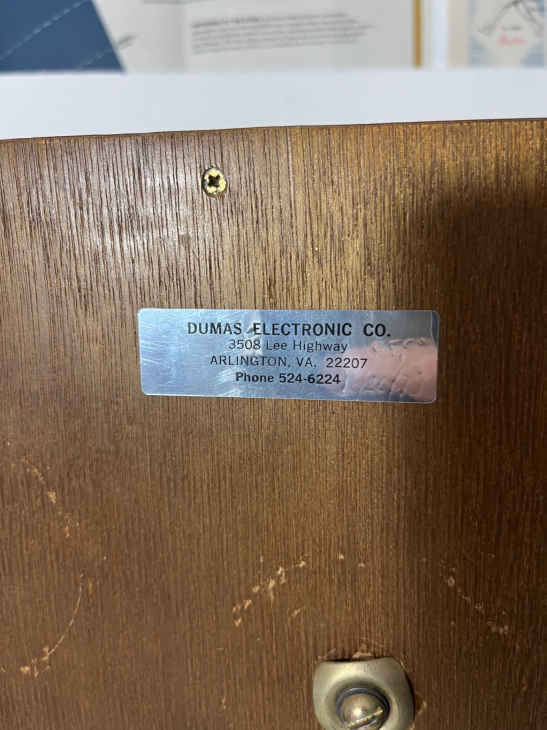 DUMAS ELECTRONIC CO.
3508 Lee Highway
ARLINGTON, VA. 22207
Phone 524-6224